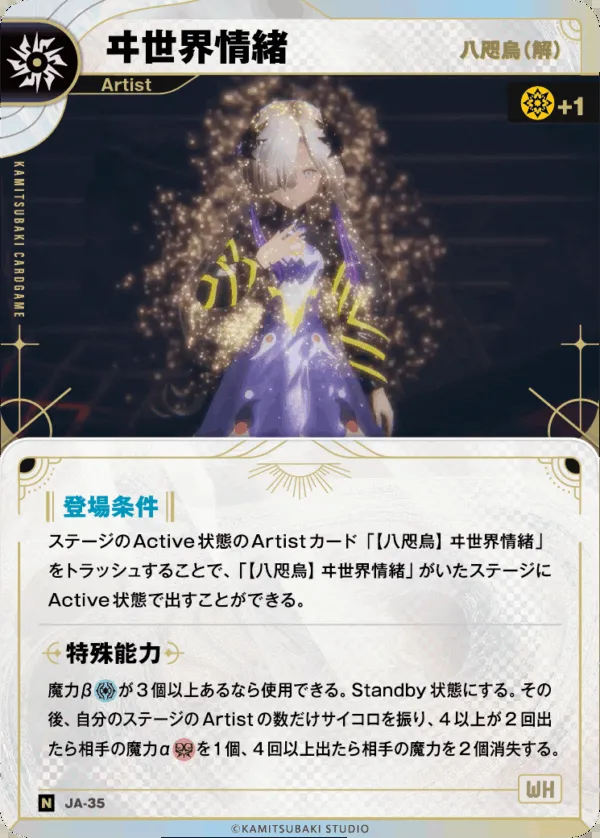 ヰ世界情緒
八咫烏（解）
Artist
+1
KAMITSUBAKI CARDGAME
登場条件
ステージのActive状態のArtistカード「【八咫烏】ヰ世界情緒」
をトラッシュすることで、「【八咫烏】ヰ世界情緒」がいたステージに
Active状態で出すことができる。
特殊能力
魔力βが３個以上あるなら使用できる。Standby状態にする。その
後、自分のステージのArtistの数だけサイコロを振り、４以上が２回出
たら相手の魔力αを１個、４回以上出たら相手の魔力を２個消失する。
WH
N JA-35
©KAMITSUBAKI STUDIO